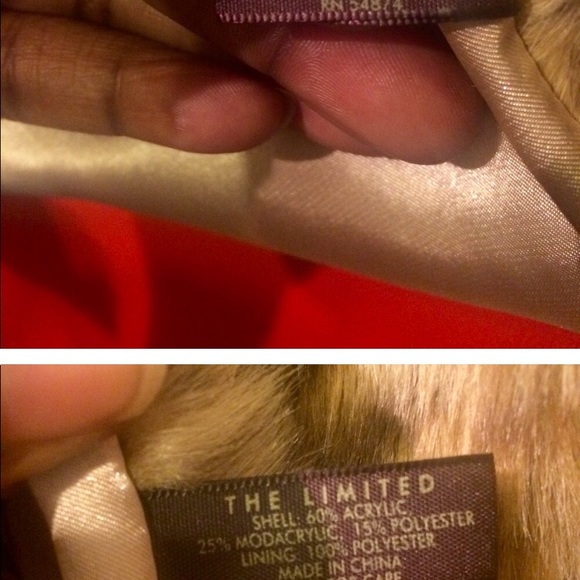 RN 54874
THE LIMITED
SHELL: 60% ACRYLIC,
25% MODACRYLIC, 15% POLYESTER
LINING: 100% POLYESTER
MADE IN CHINA